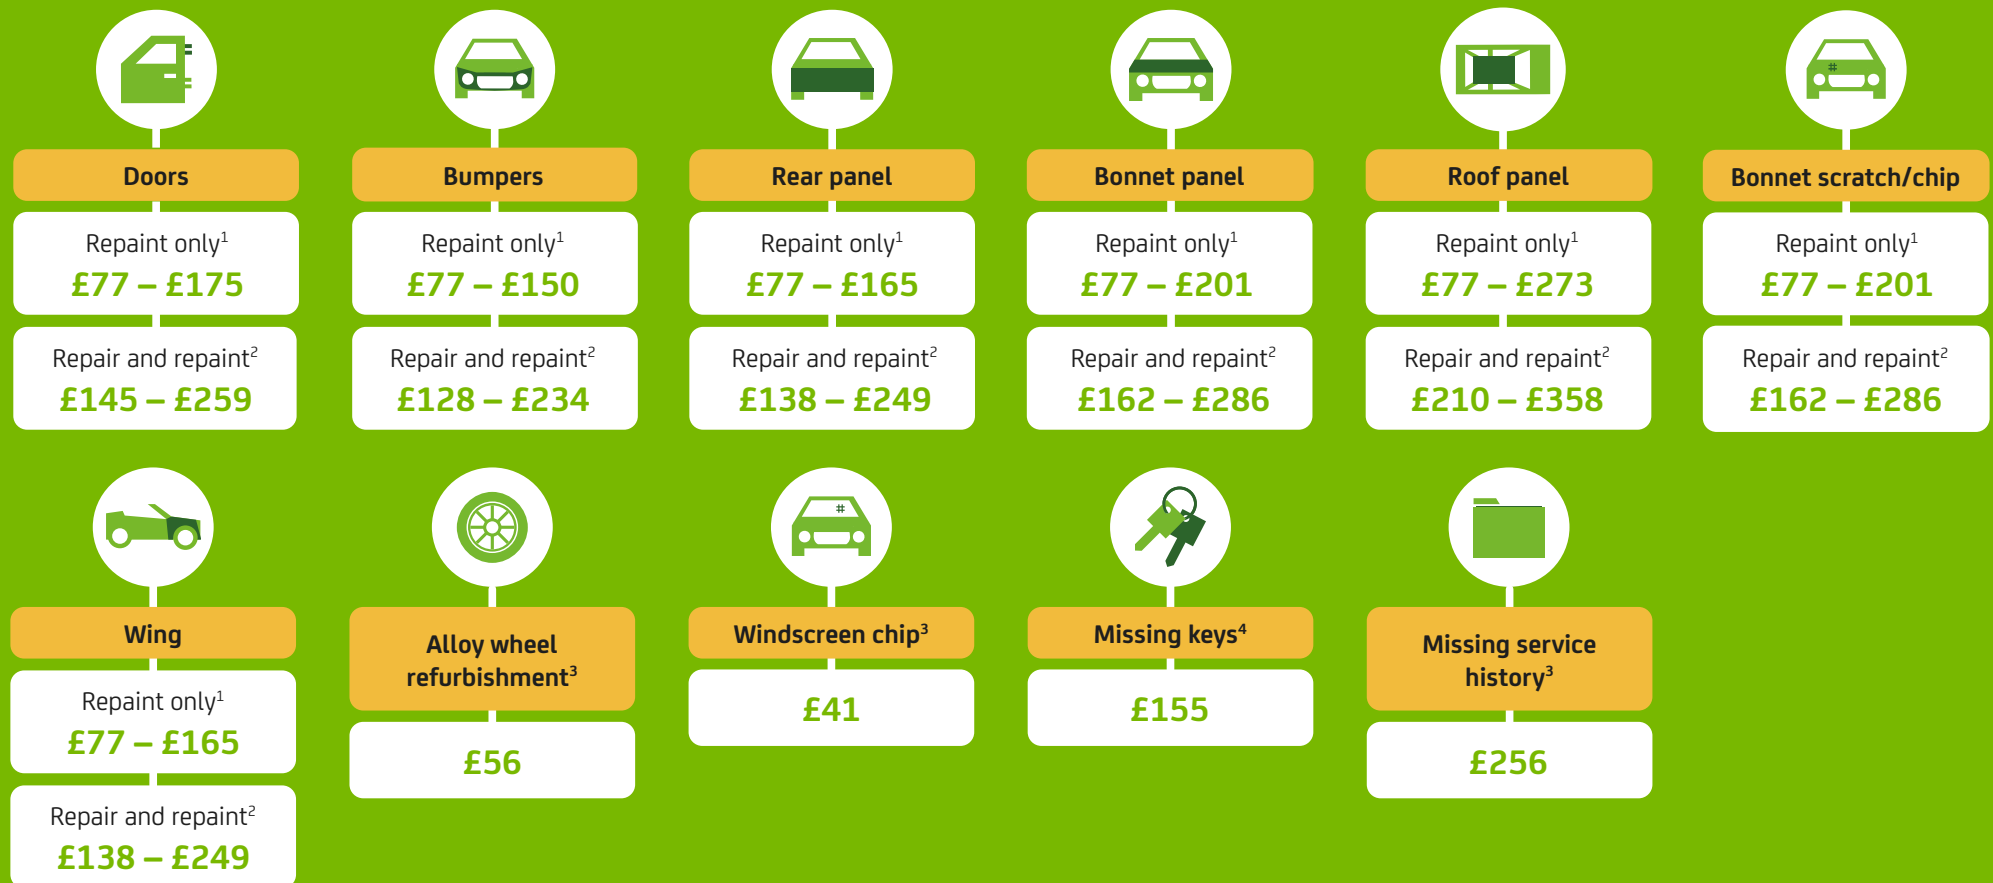 Doors
Repaint only¹
£77 – £175
Repair and repaint²
£145 – £259
Bumpers
Repaint only¹
£77 – £150
Repair and repaint²
£128 – £234
Rear panel
Repaint only¹
£77 – £165
Repair and repaint²
£138 – £249
Bonnet panel
Repaint only¹
£77 – £201
Repair and repaint²
£162 – £286
Roof panel
Repaint only¹
£77 – £273
Repair and repaint²
£210 – £358
Bonnet scratch/chip
Repaint only¹
£77 – £201
Repair and repaint²
£162 – £286
Wing
Repaint only¹
£77 – £165
Repair and repaint²
£138 – £249
Alloy wheel
refurbishment³
£56
Windscreen chip³
£41
Missing keys⁴
£155
Missing service
history³
£256